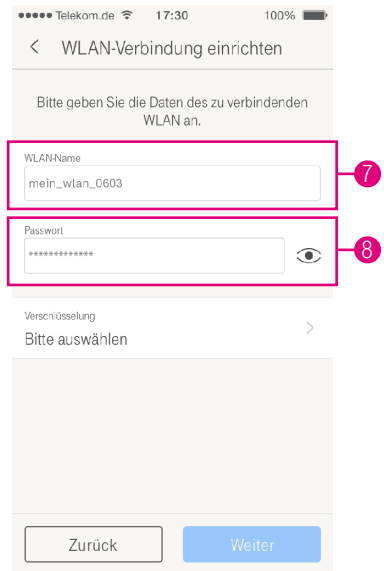 Telekom.de 17:30 100%
WLAN-Verbindung einrichten
Bitte geben Sie die Daten des zu verbindenden
WLAN an.
WLAN-Name
mein_wlan_0603
7
Passwort
*************
8
Verschlüsselung
Bitte auswählen
Zurück Weiter